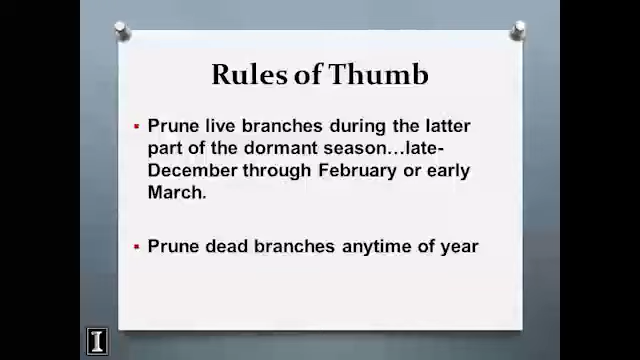 Rules of Thumb
▪ Prune live branches during the latter
part of the dormant season…late-
December through February or early
March.
▪ Prune dead branches anytime of year
I